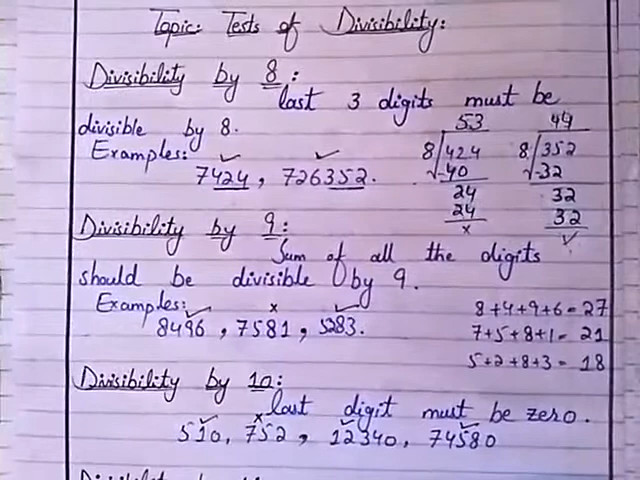 Topic: Tests of Divisibility:
Divisibility by 8:
last 3 digits must be
divisible by 8.
Examples:
7424, 726352.
53
8 424
-40
24
24
x
44
8 352
-32
32
32
✓
Divisibility by 9:
Sum of all the digits
should be divisible by 9.
Examples:
8496, 7581, 5283.
8+4+9+6=27
7+5+8+1=21
5+2+8+3=18
Divisibility by 10:
last digit must be zero.
510, 752, 12340, 74580